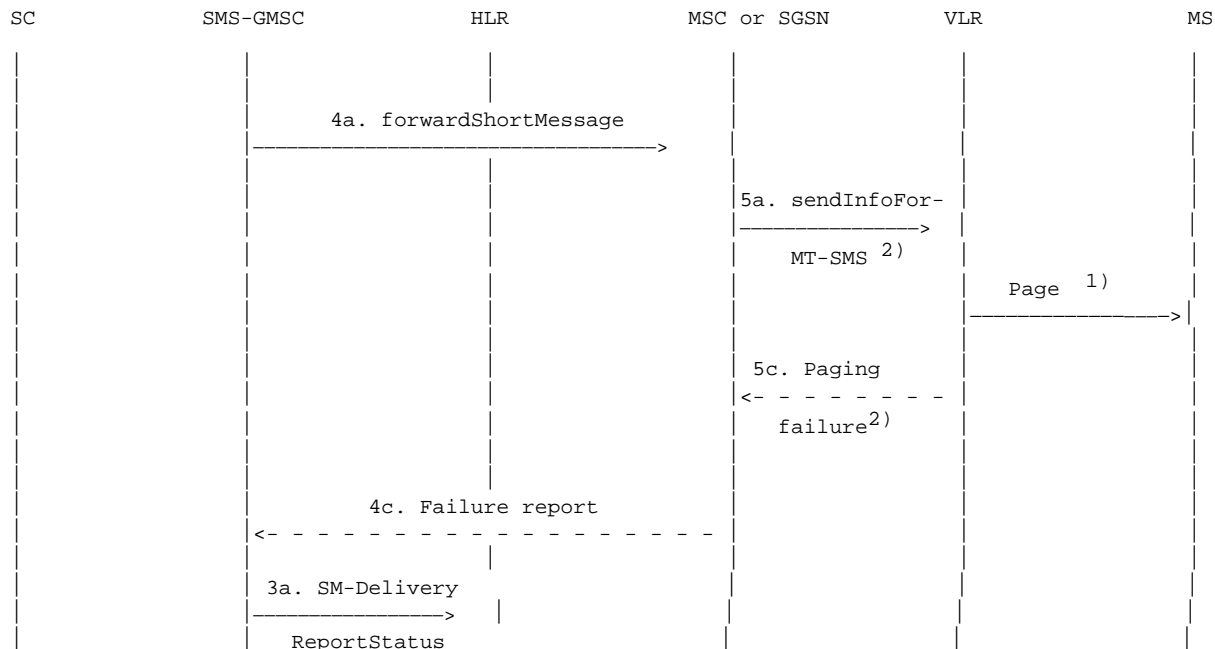 SC SMS-GMSC HLR MSC or SGSN VLR MS
4a. forwardShortMessage
5a. sendInfoFor-
MT-SMS 2)
Page 1)
5c. Paging
failure2)
4c. Failure report
3a. SM-Delivery
ReportStatus